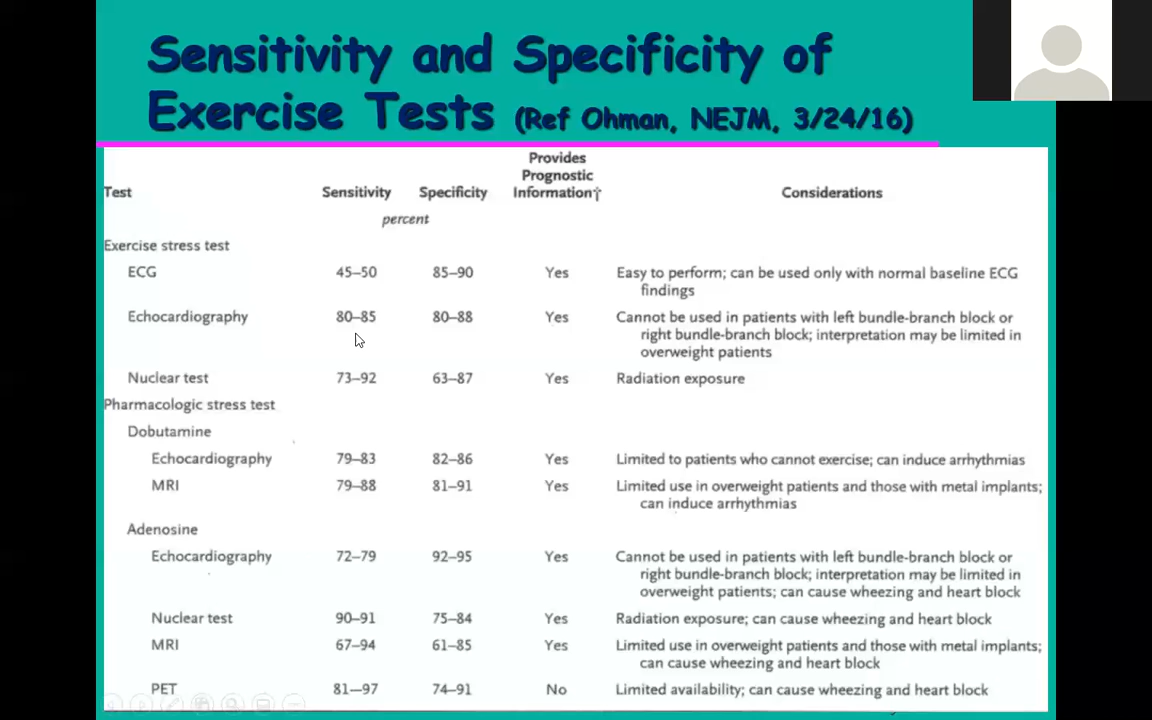 Sensitivity and Specificity of
Exercise Tests (Ref Ohman, NEJM, 3/24/16)
Provides
Prognostic
Test Sensitivity Specificity Information† Considerations
percent
Exercise stress test
ECG 45–50 85–90 Yes Easy to perform; can be used only with normal baseline ECG
findings
Echocardiography 80–85 80–88 Yes Cannot be used in patients with left bundle-branch block or
right bundle-branch block; interpretation may be limited in
overweight patients
Nuclear test 73–92 63–87 Yes Radiation exposure
Pharmacologic stress test
Dobutamine
Echocardiography 79–83 82–86 Yes Limited to patients who cannot exercise; can induce arrhythmias
MRI 79–88 81–91 Yes Limited use in overweight patients and those with metal implants;
can induce arrhythmias
Adenosine
Echocardiography 72–79 92–95 Yes Cannot be used in patients with left bundle-branch block or
right bundle-branch block; interpretation may be limited in
overweight patients; can cause wheezing and heart block
Nuclear test 90–91 75–84 Yes Radiation exposure; can cause wheezing and heart block
MRI 67–94 61–85 Yes Limited use in overweight patients and those with metal implants;
can cause wheezing and heart block
PET 81–97 74–91 No Limited availability; can cause wheezing and heart block